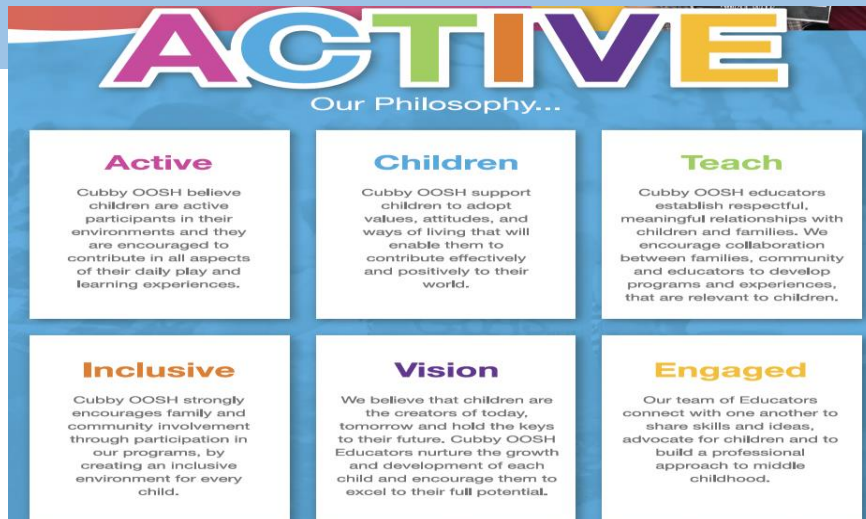 ACTIVE
Our Philosophy...
Active
Cubby OOSH believe
children are active
participants in their
environments and they
are encouraged to
contribute in all aspects
of their daily play and
learning experiences.
Children
Cubby OOSH support
children to adopt
values, attitudes, and
ways of living that will
enable them to
contribute effectively
and positively to their
world.
Teach
Cubby OOSH educators
establish respectful,
meaningful relationships with
children and families. We
encourage collaboration
between families, community
and educators to develop
programs and experiences,
that are relevant to children.
Inclusive
Cubby OOSH strongly
encourages family and
community involvement
through participation in
our programs, by
creating an inclusive
environment for every
child.
Vision
We believe that children are
the creators of today,
tomorrow and hold the keys
to their future. Cubby OOSH
Educators nurture the growth
and development of each
child and encourage them to
excel to their full potential.
Engaged
Our team of Educators
connect with one another to
share skills and ideas,
advocate for children and to
build a professional
approach to middle
childhood.